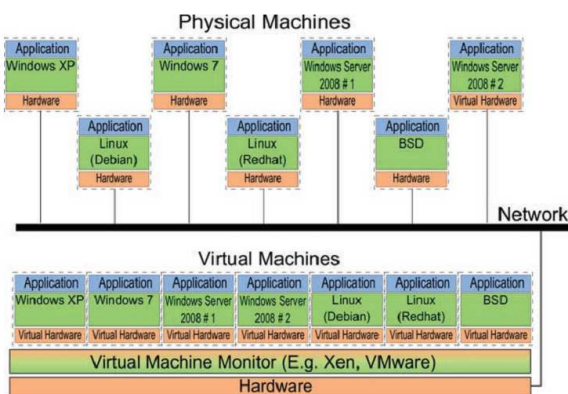 Physical Machines
Application
Windows XP
Hardware
Application
Windows 7
Hardware
Application
Windows Server
2008 # 1
Hardware
Application
Windows Server
2008 # 2
Virtual Hardware
Application
Linux
(Debian)
Hardware
Application
Linux
(Redhat)
Hardware
Application
BSD
Hardware
Network
Virtual Machines
Application
Windows XP
Virtual Hardware
Application
Windows 7
Virtual Hardware
Application
Windows Server
2008 # 1
Virtual Hardware
Application
Windows Server
2008 # 2
Virtual Hardware
Application
Linux
(Debian)
Virtual Hardware
Application
Linux
(Redhat)
Virtual Hardware
Application
BSD
Virtual Hardware
Virtual Machine Monitor (E.g. Xen, VMware)
Hardware